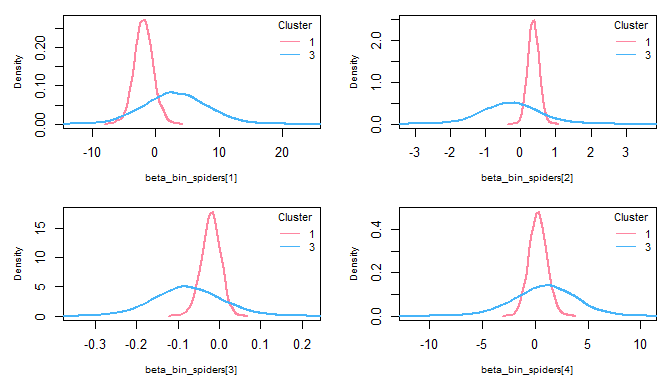 Density
0.00 0.10 0.20
Cluster
1
3
-10 0 10 20
beta_bin_spiders[1]
Density
0.0 1.0 2.0
Cluster
1
3
-3 -2 -1 0 1 2 3
beta_bin_spiders[2]
Density
0 5 10 15
Cluster
1
3
-0.3 -0.2 -0.1 0.0 0.1 0.2
beta_bin_spiders[3]
Density
0.0 0.2 0.4
Cluster
1
3
-10 -5 0 5 10
beta_bin_spiders[4]